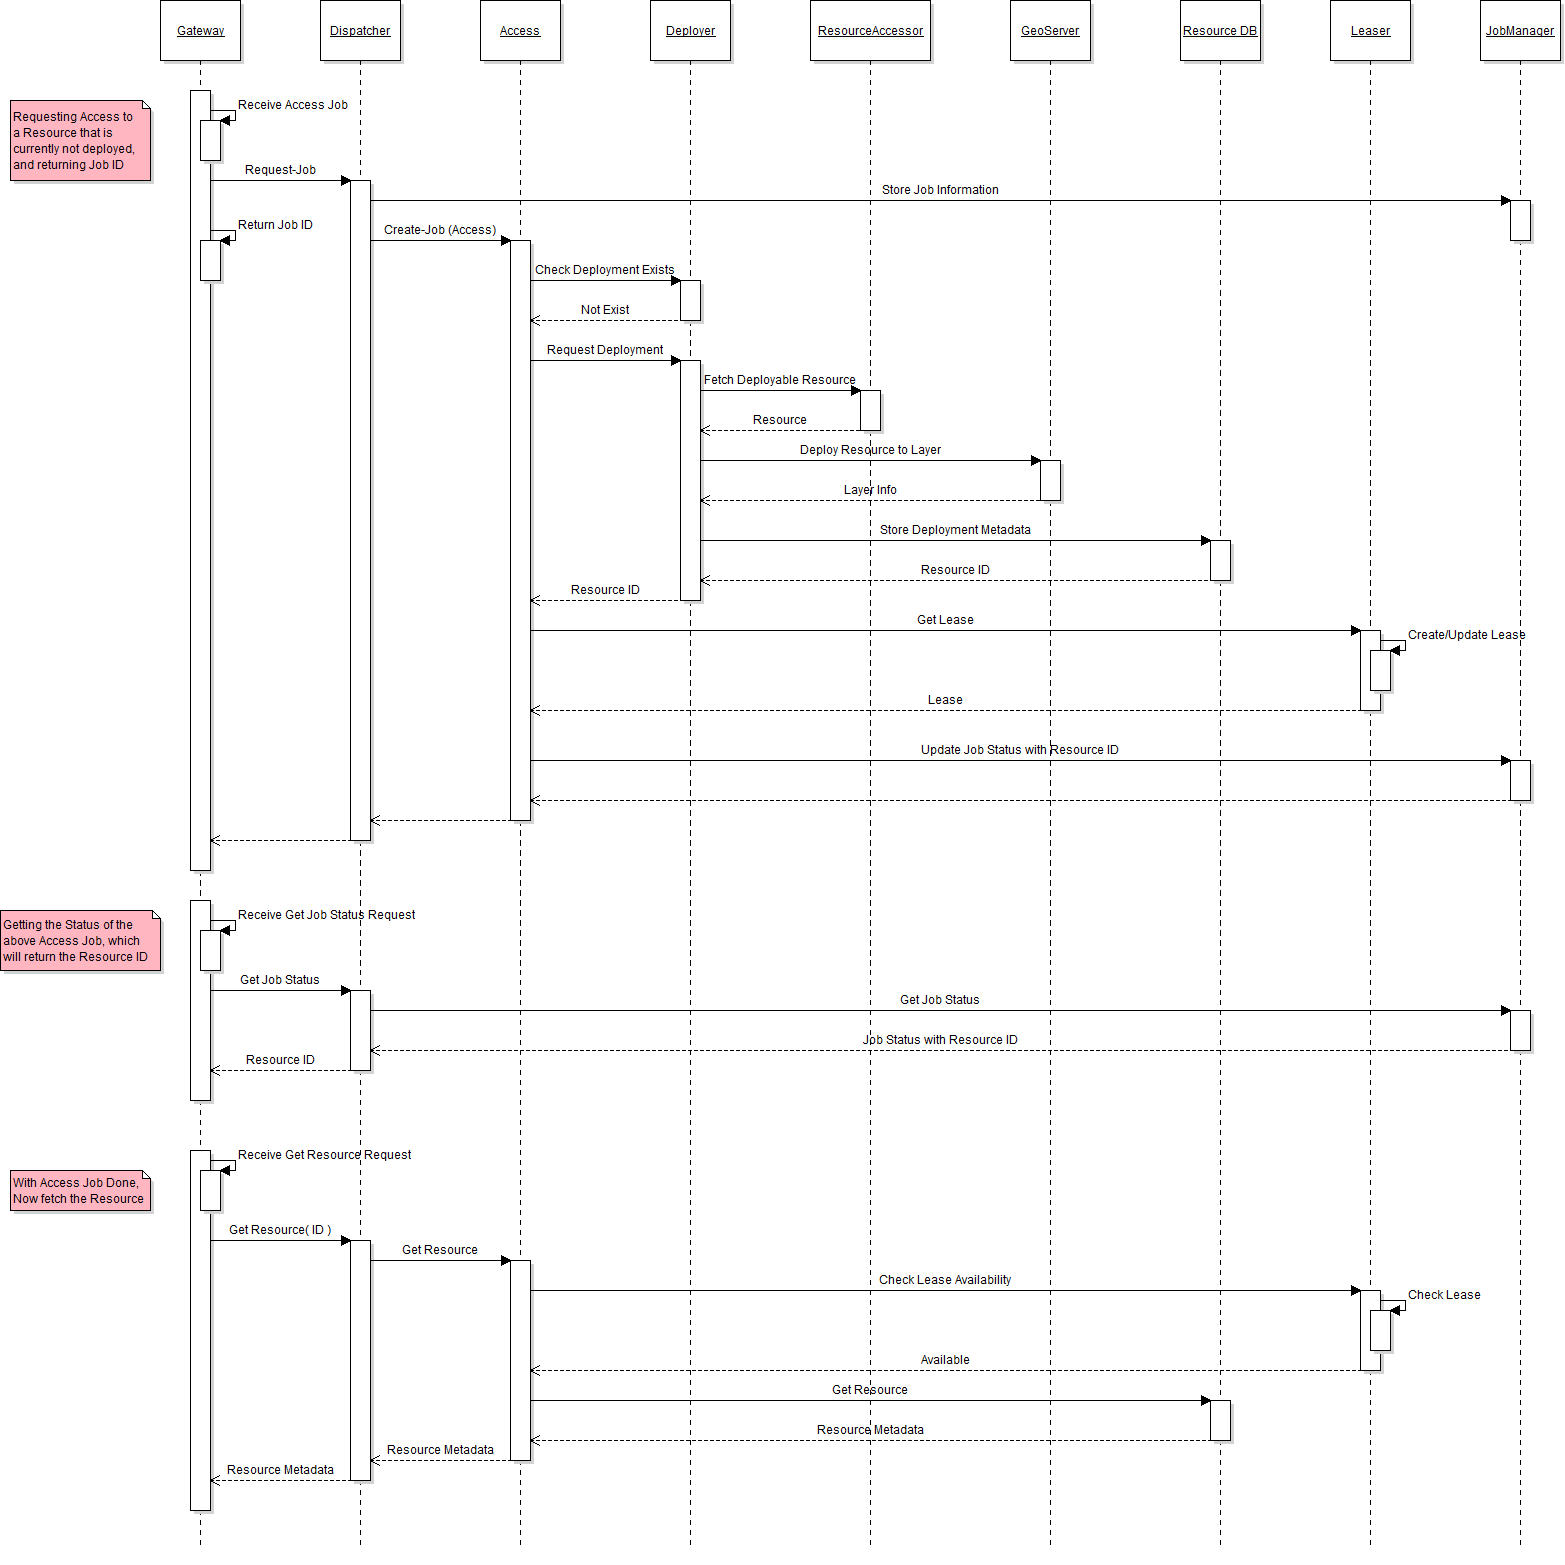 Gateway
Dispatcher
Access
Deployer
ResourceAccessor
GeoServer
Resource DB
Leaser
JobManager
Requesting Access to
a Resource that is
currently not deployed,
and returning Job ID
Receive Access Job
Request-Job
Store Job Information
Return Job ID
Create-Job (Access)
Check Deployment Exists
Not Exist
Request Deployment
Fetch Deployable Resource
Resource
Deploy Resource to Layer
Layer Info
Store Deployment Metadata
Resource ID
Resource ID
Get Lease
Create/Update Lease
Lease
Update Job Status with Resource ID
Getting the Status of the
above Access Job, which
will return the Resource ID
Receive Get Job Status Request
Get Job Status
Get Job Status
Job Status with Resource ID
Resource ID
With Access Job Done,
Now fetch the Resource
Receive Get Resource Request
Get Resource( ID )
Get Resource
Check Lease Availability
Check Lease
Available
Get Resource
Resource Metadata
Resource Metadata
Resource Metadata